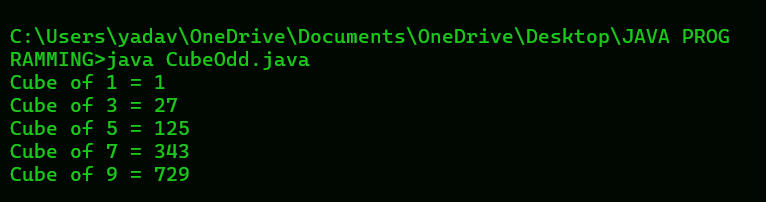 C:\Users\yadav\OneDrive\Documents\OneDrive\Desktop\JAVA PROG
RAMMING>java CubeOdd.java
Cube of 1 = 1
Cube of 3 = 27
Cube of 5 = 125
Cube of 7 = 343
Cube of 9 = 729